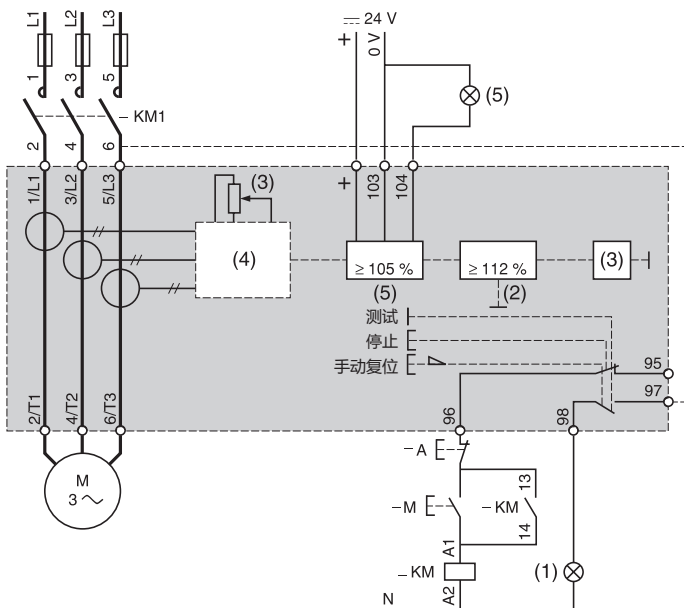 L1
L2
L3
⎓ 24 V
+
0 V
1
3
5
(5)
– KM1
2
4
6
1/L1
3/L2
5/L3
+
103
104
(3)
(4)
≥ 105 %
≥ 112 %
(3)
(5)
(2)
测试
停止
手动复位
95
97
2/T1
4/T2
6/T3
96
98
– A
M
3 ～
13
– M
– KM
14
A1
– KM
(1)
N
A2